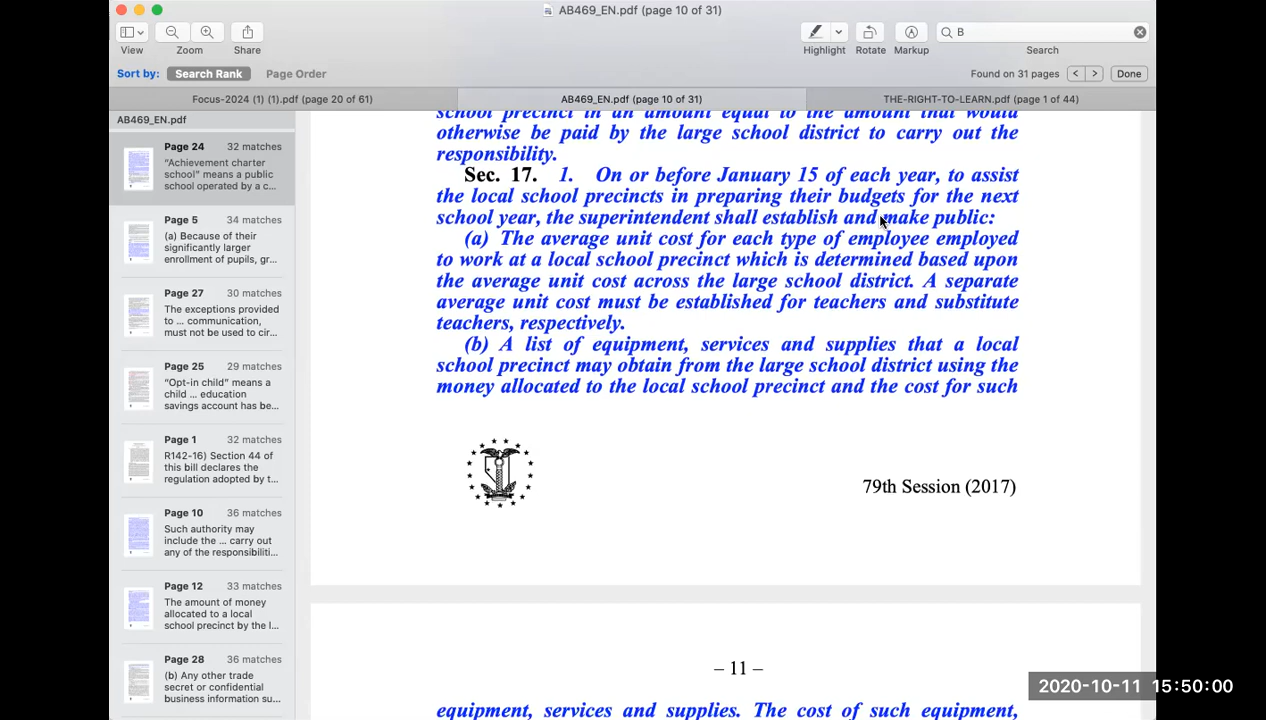 AB469_EN.pdf (page 10 of 31)
View
Zoom
Share
Highlight
Rotate
Markup
B
Search
Sort by:
Search Rank
Page Order
Found on 31 pages
Done
Focus-2024 (1) (1).pdf (page 20 of 61)
AB469_EN.pdf (page 10 of 31)
THE-RIGHT-TO-LEARN.pdf (page 1 of 44)
AB469_EN.pdf
Page 24 32 matches
“Achievement charter
school” means a public
school operated by a c...
Page 5 34 matches
(a) Because of their
significantly larger
enrollment of pupils, gr...
Page 27 30 matches
The exceptions provided
to ... communication,
must not be used to cir...
Page 25 29 matches
“Opt-in child” means a
child ... education
savings account has be...
Page 1 32 matches
R142-16) Section 44 of
this bill declares the
regulation adopted by t...
Page 10 36 matches
Such authority may
include the ... carry out
any of the responsibiliti...
Page 12 33 matches
The amount of money
allocated to a local
school precinct by the l...
Page 28 36 matches
(b) Any other trade
secret or confidential
business information su...
school precinct in an amount equal to the amount that would
otherwise be paid by the large school district to carry out the
responsibility.
Sec. 17. 1. On or before January 15 of each year, to assist
the local school precincts in preparing their budgets for the next
school year, the superintendent shall establish and make public:
(a) The average unit cost for each type of employee employed
to work at a local school precinct which is determined based upon
the average unit cost across the large school district. A separate
average unit cost must be established for teachers and substitute
teachers, respectively.
(b) A list of equipment, services and supplies that a local
school precinct may obtain from the large school district using the
money allocated to the local school precinct and the cost for such
79th Session (2017)
– 11 –
equipment, services and supplies. The cost of such equipment,
2020-10-11 15:50:00